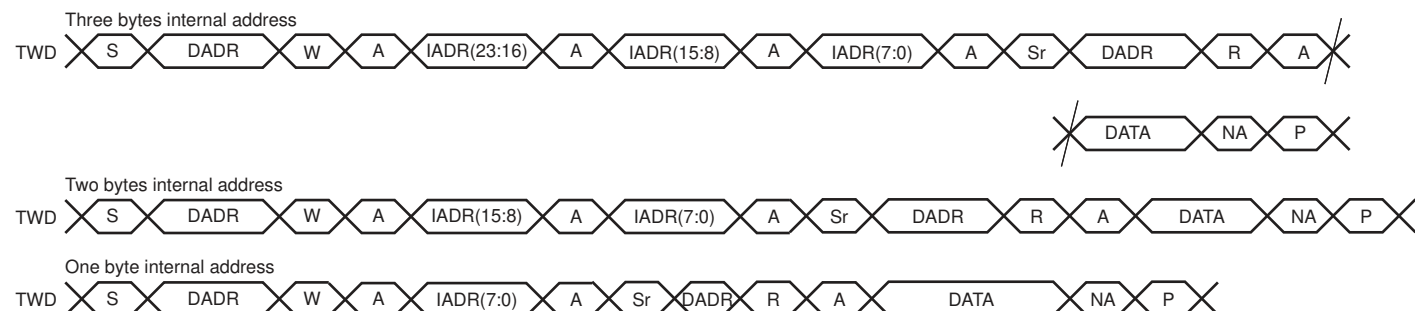 Three bytes internal address
TWD S DADR W A IADR(23:16) A IADR(15:8) A IADR(7:0) A Sr DADR R A
DATA NA P
Two bytes internal address
TWD S DADR W A IADR(15:8) A IADR(7:0) A Sr DADR R A DATA NA P
One byte internal address
TWD S DADR W A IADR(7:0) A Sr DADR R A DATA NA P